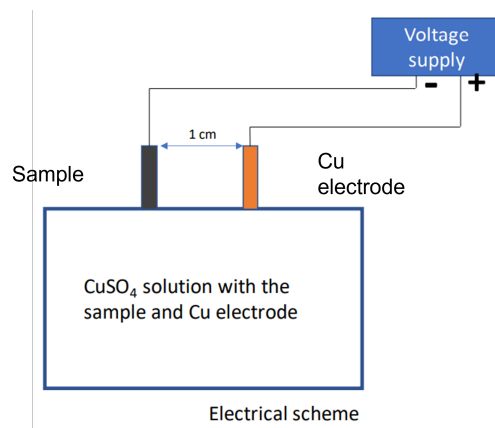 Voltage
supply
- +
1 cm
Sample
Cu
electrode
CuSO₄ solution with the
sample and Cu electrode
Electrical scheme